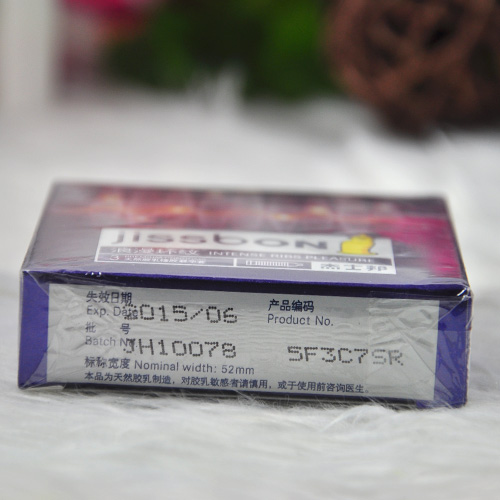 jissbon
INTENSE RIBS PLEASURE
杰士邦
失效日期
Exp. Date 2015/06
产品编码
Product No.
批 号
Batch No JH10078
5F3C7SR
标称宽度 Nominal width: 52mm
本品为天然胶乳制造，对胶乳敏感者请慎用，或于使用前咨询医生。